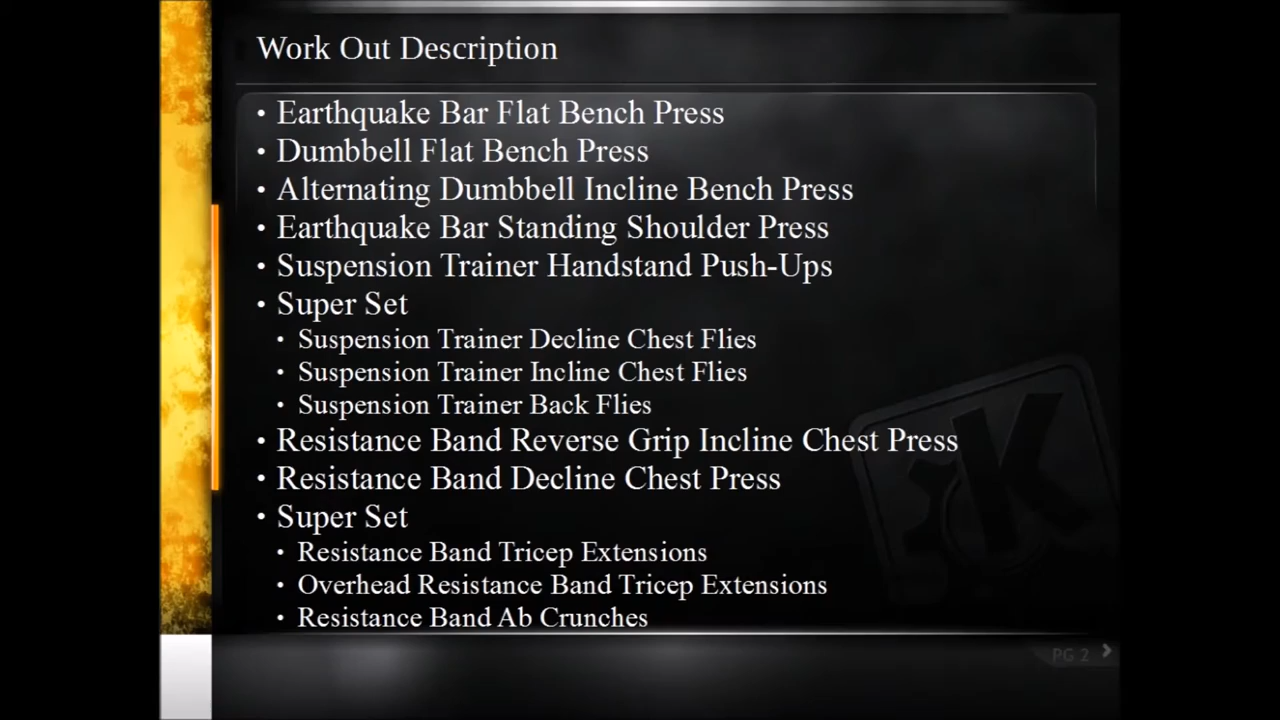 Work Out Description
• Earthquake Bar Flat Bench Press
• Dumbbell Flat Bench Press
• Alternating Dumbbell Incline Bench Press
• Earthquake Bar Standing Shoulder Press
• Suspension Trainer Handstand Push-Ups
• Super Set
• Suspension Trainer Decline Chest Flies
• Suspension Trainer Incline Chest Flies
• Suspension Trainer Back Flies
• Resistance Band Reverse Grip Incline Chest Press
• Resistance Band Decline Chest Press
• Super Set
• Resistance Band Tricep Extensions
• Overhead Resistance Band Tricep Extensions
• Resistance Band Ab Crunches
K
PG 2